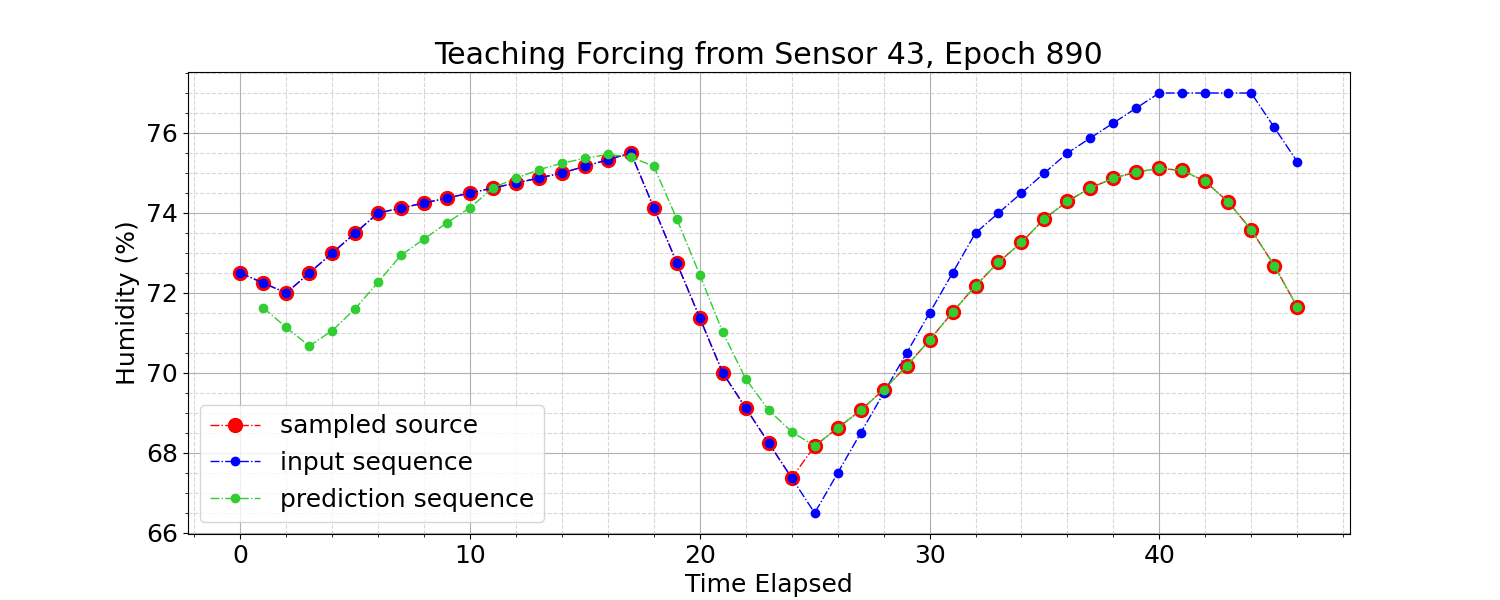 Teaching Forcing from Sensor 43, Epoch 890
Humidity (%)
76
74
72
70
68
66
sampled source
input sequence
prediction sequence
0 10 20 30 40
Time Elapsed